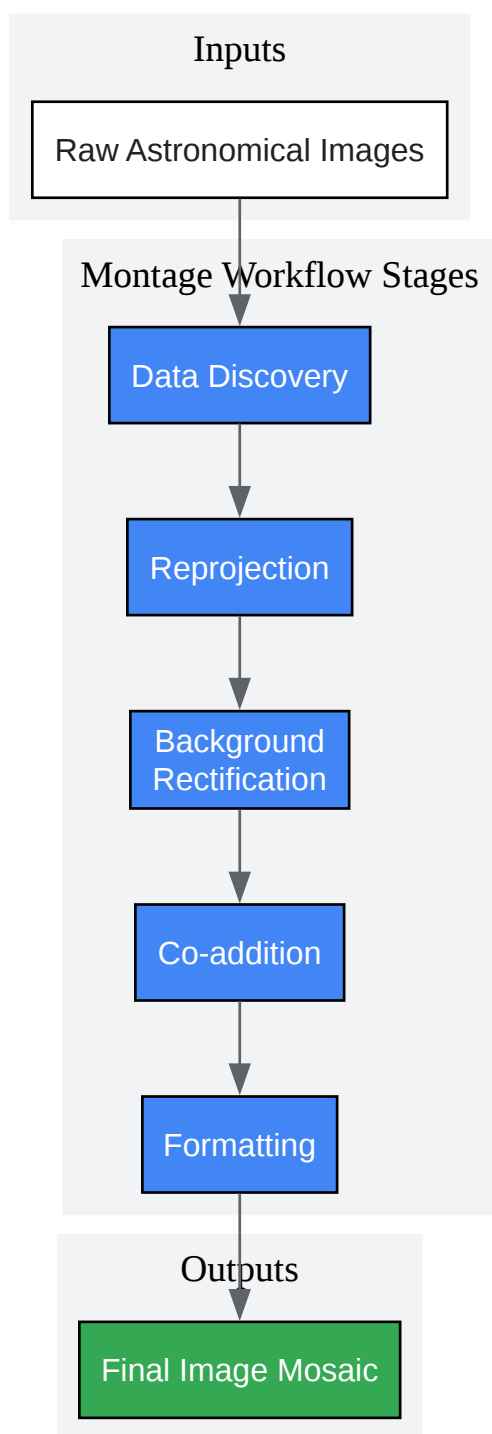 Inputs
Raw Astronomical Images
Montage Workflow Stages
Data Discovery
Reprojection
Background
Rectification
Co-addition
Formatting
Outputs
Final Image Mosaic